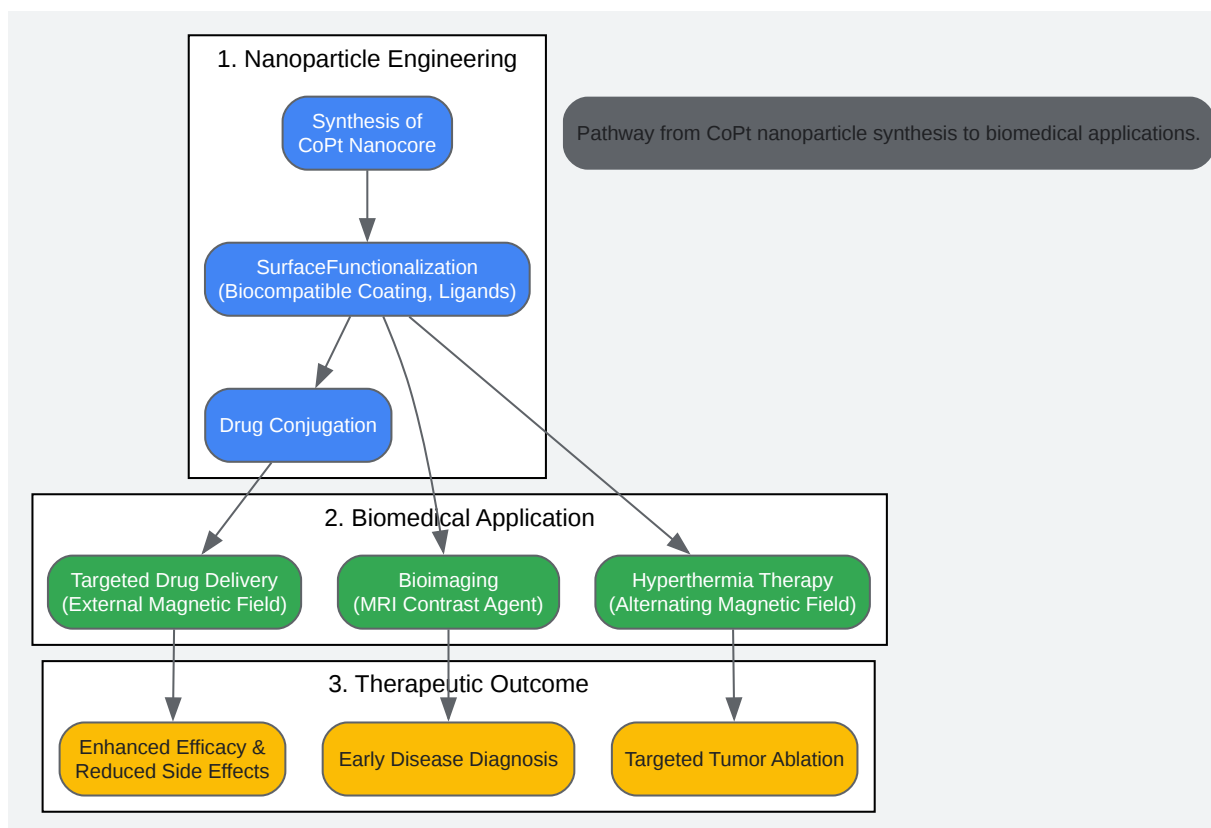 1. Nanoparticle Engineering
Synthesis of
CoPt Nanocore
Pathway from CoPt nanoparticle synthesis to biomedical applications.
SurfaceFunctionalization
(Biocompatible Coating, Ligands)
Drug Conjugation
2. Biomedical Application
Targeted Drug Delivery
(External Magnetic Field)
Bioimaging
(MRI Contrast Agent)
Hyperthermia Therapy
(Alternating Magnetic Field)
3. Therapeutic Outcome
Enhanced Efficacy &
Reduced Side Effects
Early Disease Diagnosis
Targeted Tumor Ablation